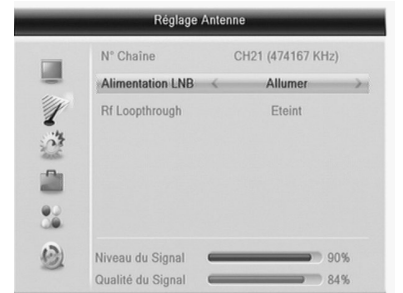 Réglage Antenne
N° Chaîne CH21 (474167 KHz)
Alimentation LNB < Allumer >
Rf Loopthrough Eteint
Niveau du Signal 90%
Qualité du Signal 84%